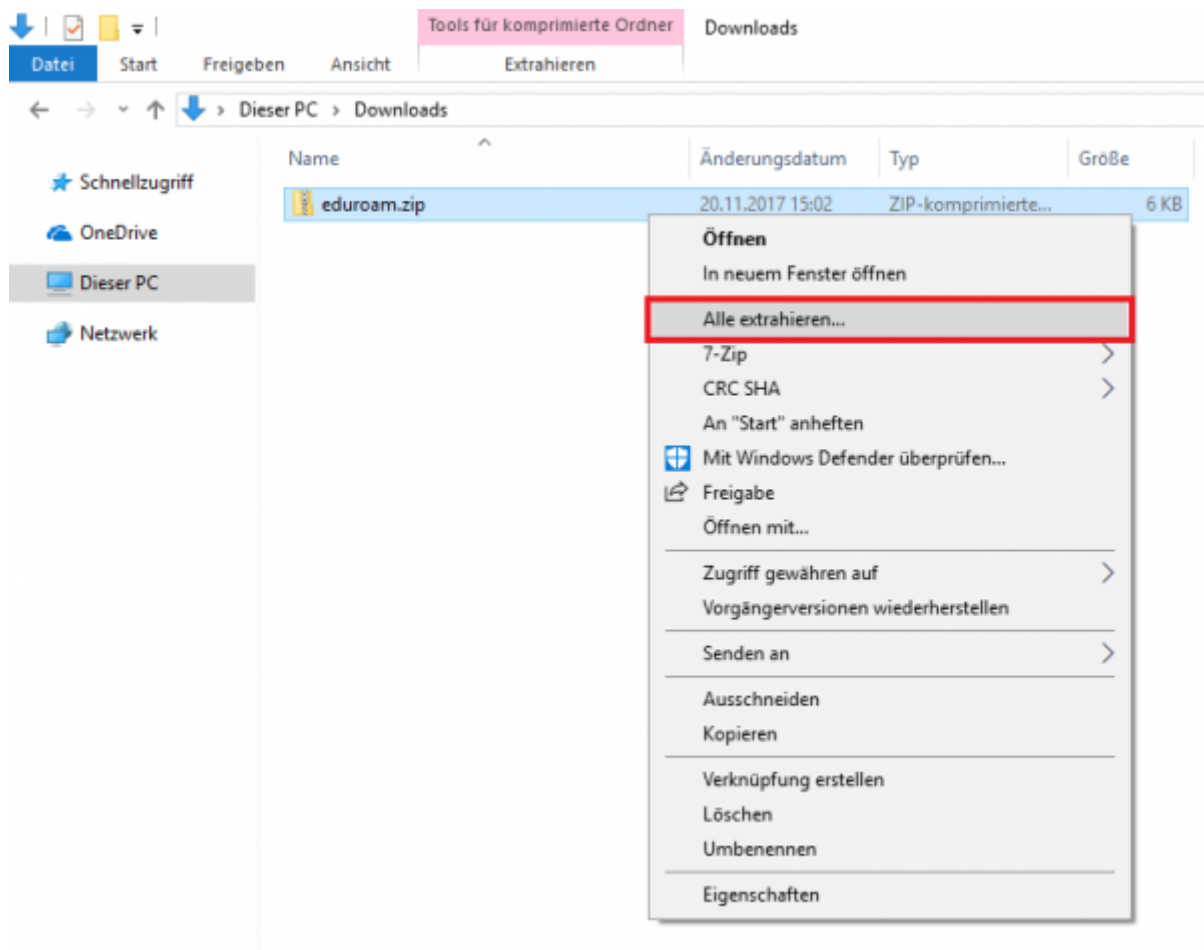 Tools für komprimierte Ordner Downloads
Datei Start Freigeben Ansicht Extrahieren
Dieser PC Downloads
Name Änderungsdatum Typ Größe
Schnellzugriff
eduroam.zip 20.11.2017 15:02 ZIP-komprimierte... 6 KB
OneDrive
Dieser PC
Netzwerk
Öffnen
In neuem Fenster öffnen
Alle extrahieren...
7-Zip
CRC SHA
An "Start" anheften
Mit Windows Defender überprüfen...
Freigabe
Öffnen mit...
Zugriff gewähren auf
Vorgängerversionen wiederherstellen
Senden an
Ausschneiden
Kopieren
Verknüpfung erstellen
Löschen
Umbenennen
Eigenschaften